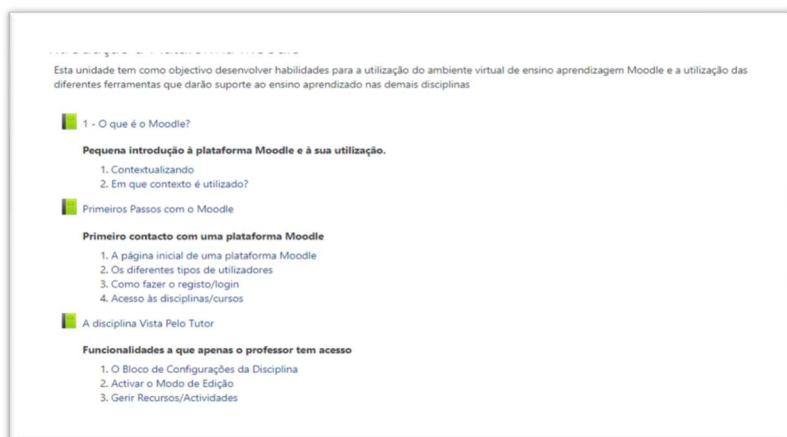 Esta unidade tem como objectivo desenvolver habilidades para a utilização do ambiente virtual de ensino aprendizagem Moodle e a utilização das
diferentes ferramentas que darão suporte ao ensino aprendizado nas demais disciplinas
1 - O que é o Moodle?
Pequena introdução à plataforma Moodle e à sua utilização.
1. Contextualizando
2. Em que contexto é utilizado?
Primeiros Passos com o Moodle
Primeiro contacto com uma plataforma Moodle
1. A página inicial de uma plataforma Moodle
2. Os diferentes tipos de utilizadores
3. Como fazer o registo/login
4. Acesso às disciplinas/cursos
A disciplina Vista Pelo Tutor
Funcionalidades a que apenas o professor tem acesso
1. O Bloco de Configurações da Disciplina
2. Activar o Modo de Edição
3. Gerir Recursos/Actividades